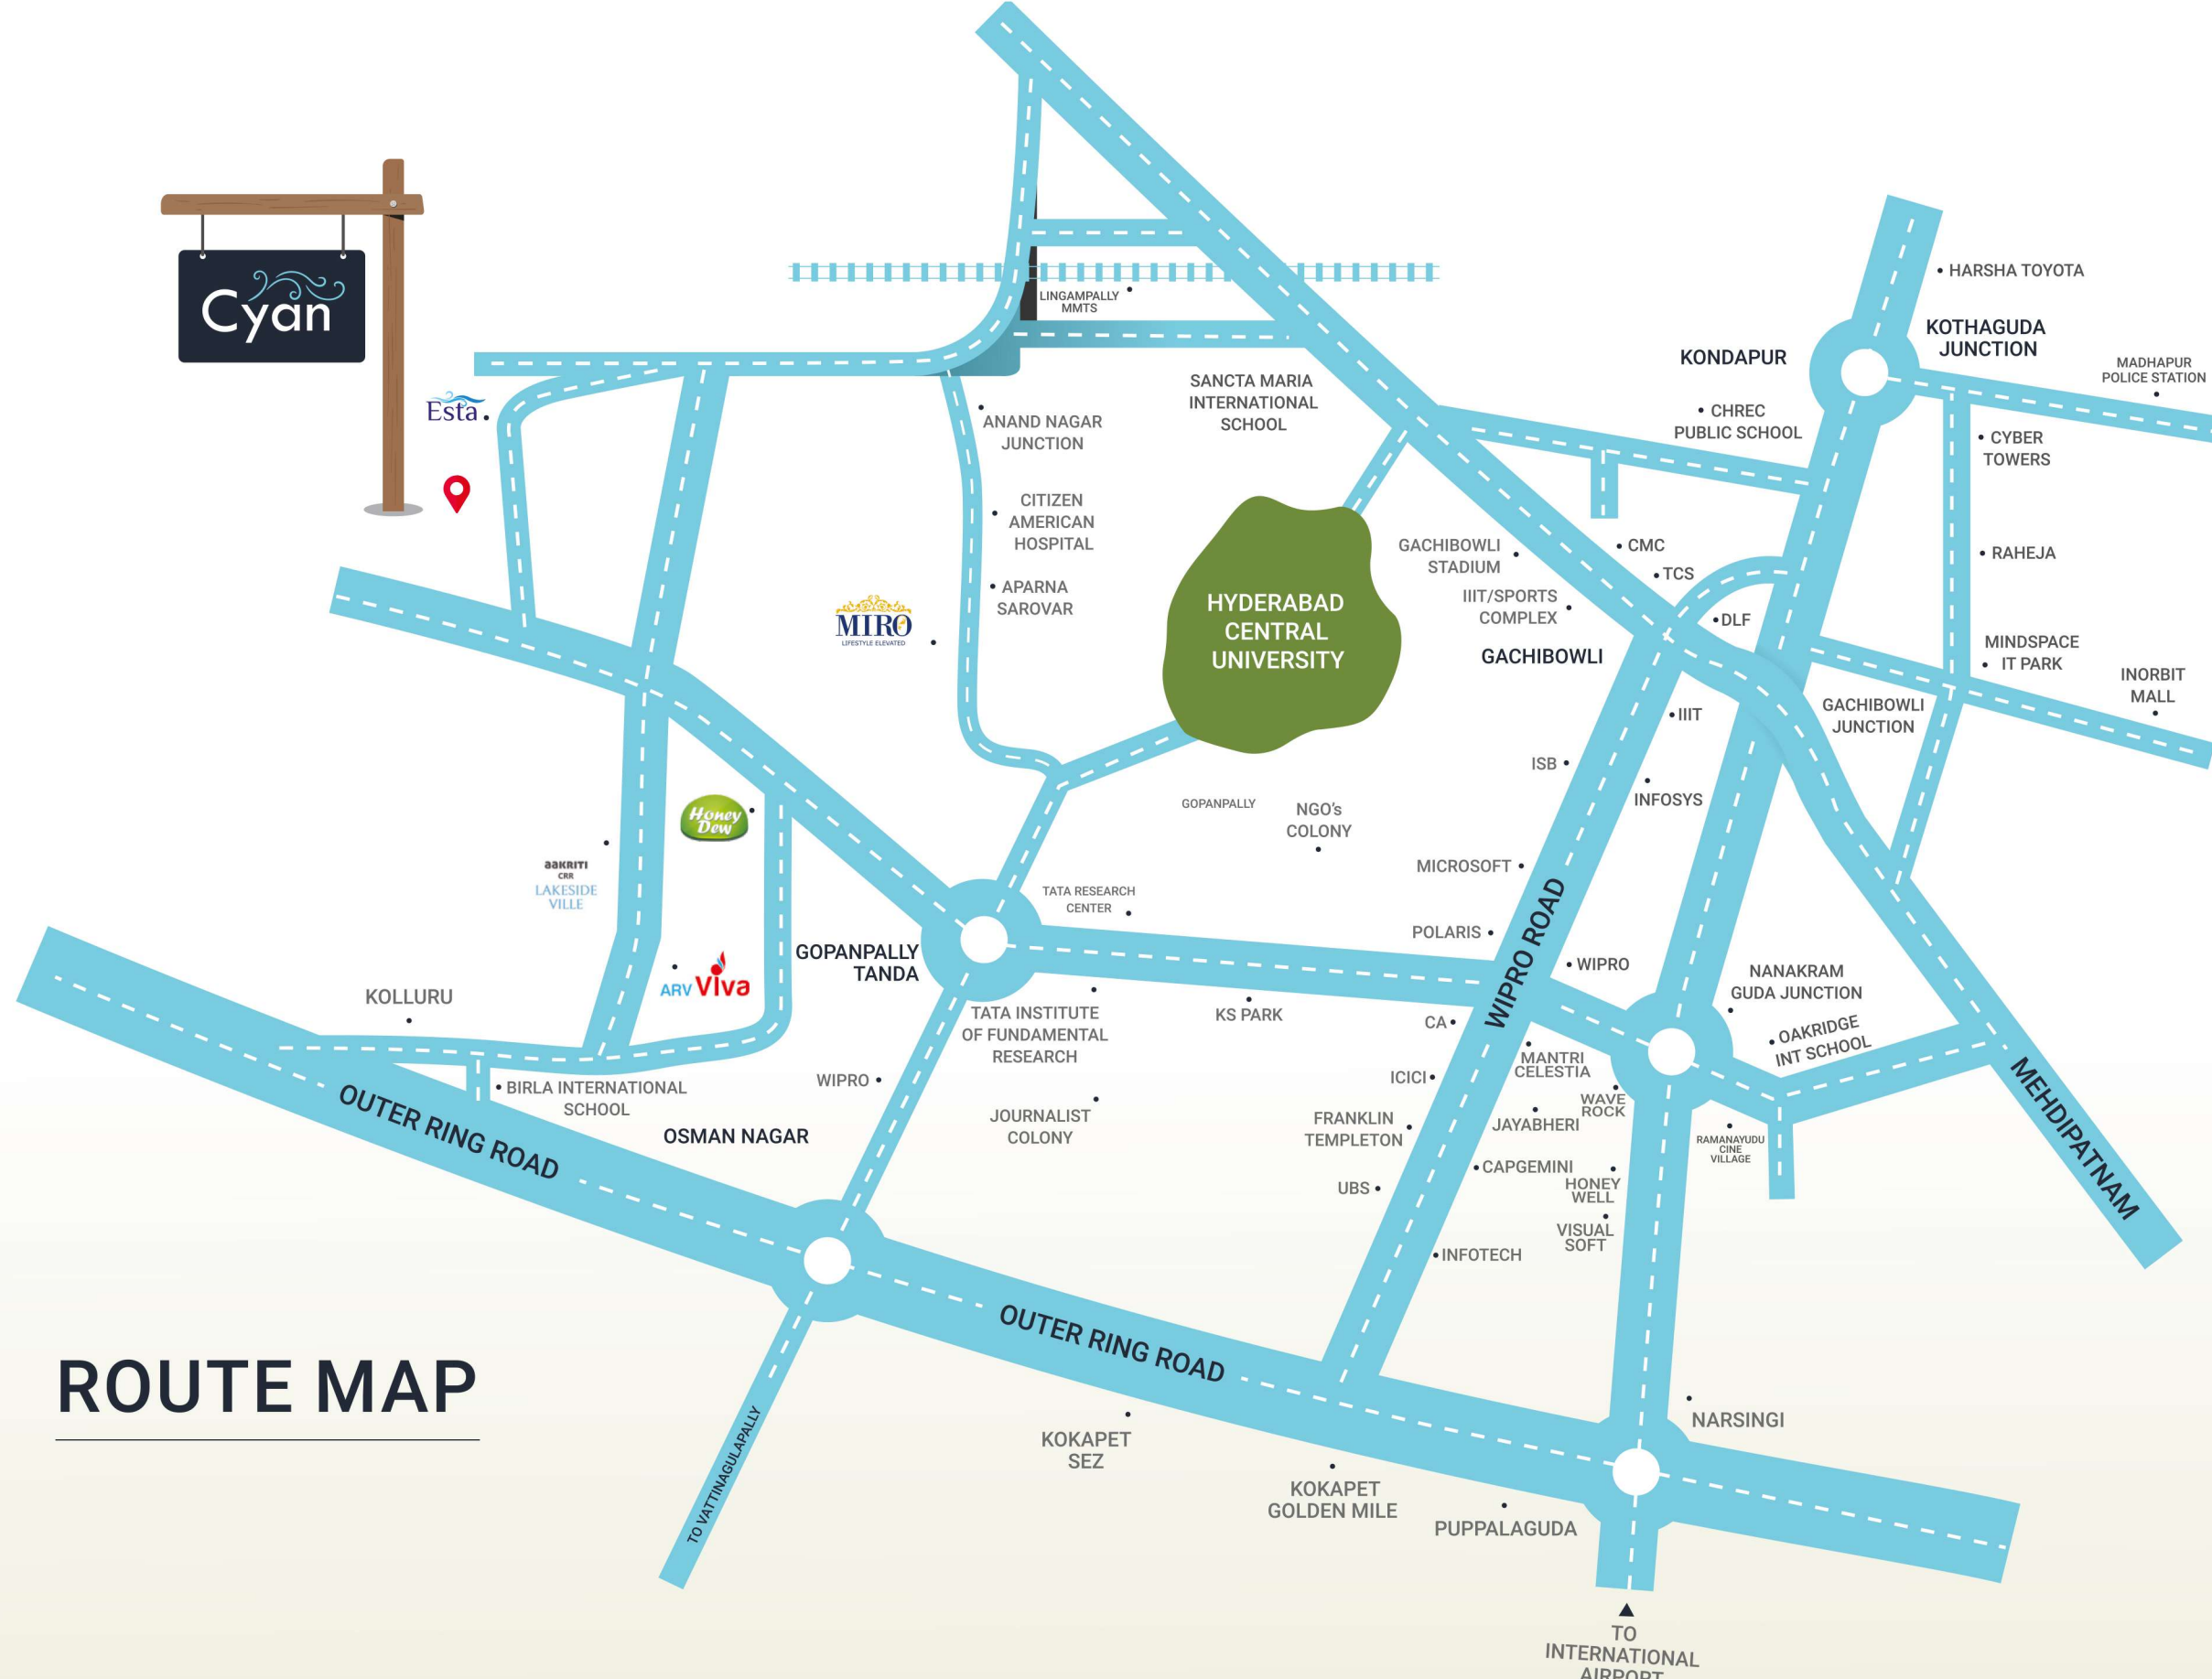 Cyan
Esta
LINGAMPALLY
MMTS
HARSHA TOYOTA
KOTHAGUDA
JUNCTION
KONDAPUR
MADHAPUR
POLICE STATION
SANCTA MARIA
INTERNATIONAL
SCHOOL
CHREC
PUBLIC SCHOOL
ANAND NAGAR
JUNCTION
CYBER
TOWERS
CITIZEN
AMERICAN
HOSPITAL
GACHIBOWLI
STADIUM
CMC
TCS
RAHEJA
APARNA
SAROVAR
MIRO
LIFESTYLE ELEVATED
HYDERABAD
CENTRAL
UNIVERSITY
IIIT/SPORTS
COMPLEX
DLF
GACHIBOWLI
MINDSPACE
IT PARK
INORBIT
MALL
GACHIBOWLI
JUNCTION
IIIT
ISB
INFOSYS
GOPANPALLY
NGO's
COLONY
Honey
Dew
aaKRITI
CRR
LAKESIDE
VILLE
MICROSOFT
TATA RESEARCH
CENTER
POLARIS
WIPRO ROAD
WIPRO
GOPANPALLY
TANDA
ARV Viva
KOLLURU
NANAKRAM
GUDA JUNCTION
TATA INSTITUTE
OF FUNDAMENTAL
RESEARCH
KS PARK
CA
OAKRIDGE
INT SCHOOL
MANTRI
CELESTIA
ICICI
WIPRO
BIRLA INTERNATIONAL
SCHOOL
OUTER RING ROAD
OSMAN NAGAR
JOURNALIST
COLONY
FRANKLIN
TEMPLETON
WAVE
ROCK
JAYABHERI
RAMANAYUDU
CINE
VILLAGE
MEHDIPATNAM
CAPGEMINI
UBS
HONEY
WELL
VISUAL
SOFT
INFOTECH
OUTER RING ROAD
ROUTE MAP
TO VATTINAGULAPALLY
KOKAPET
SEZ
NARSINGI
KOKAPET
GOLDEN MILE
PUPPALAGUDA
TO
INTERNATIONAL
AIRPORT